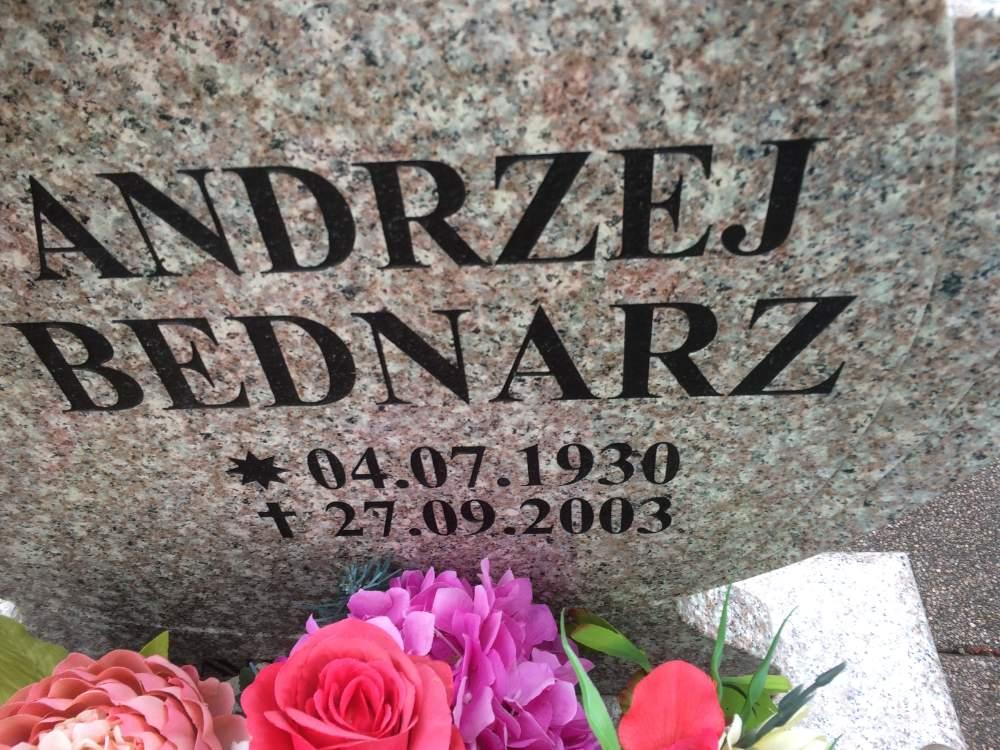 ANDRZEJ
BEDNARZ
✷ 04.07.1930
✝ 27.09.2003